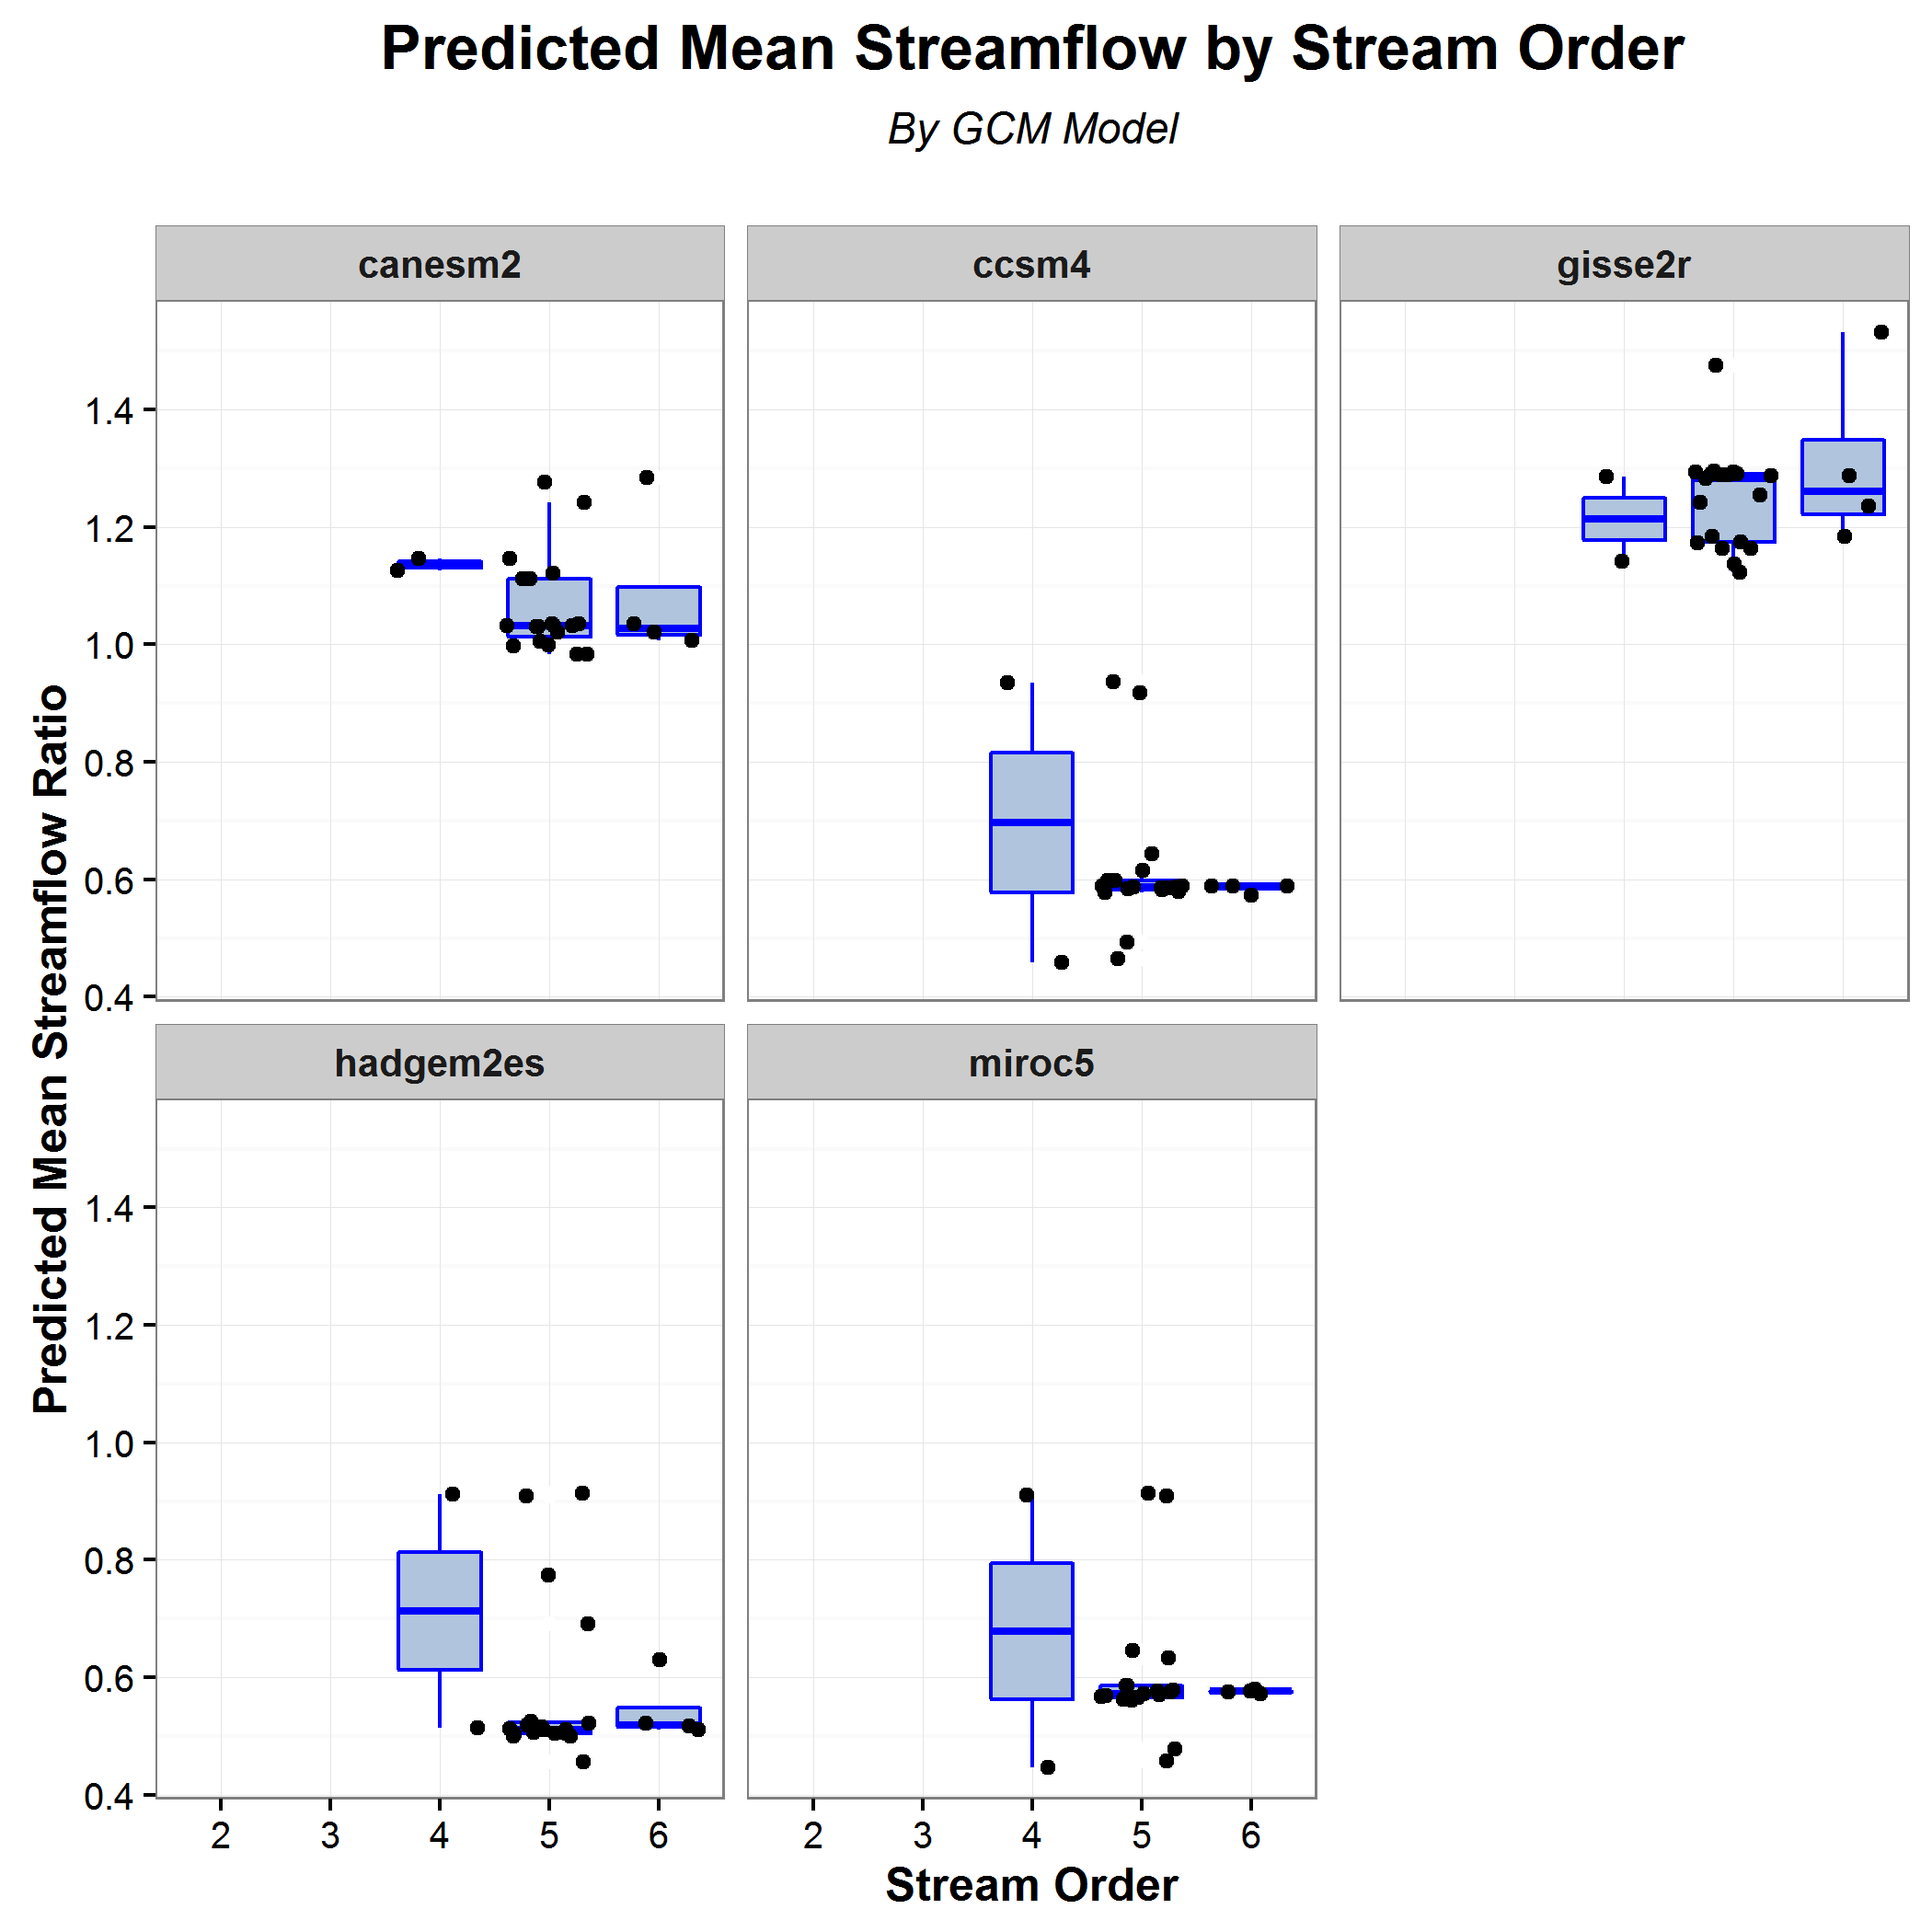 Predicted Mean Streamflow by Stream Order
By GCM Model
canesm2
ccsm4
gisse2r
Predicted Mean Streamflow Ratio
1.4
1.2
1.0
0.8
0.6
0.4
hadgem2es
miroc5
1.4
1.2
1.0
0.8
0.6
0.4
2 3 4 5 6
2 3 4 5 6
Stream Order